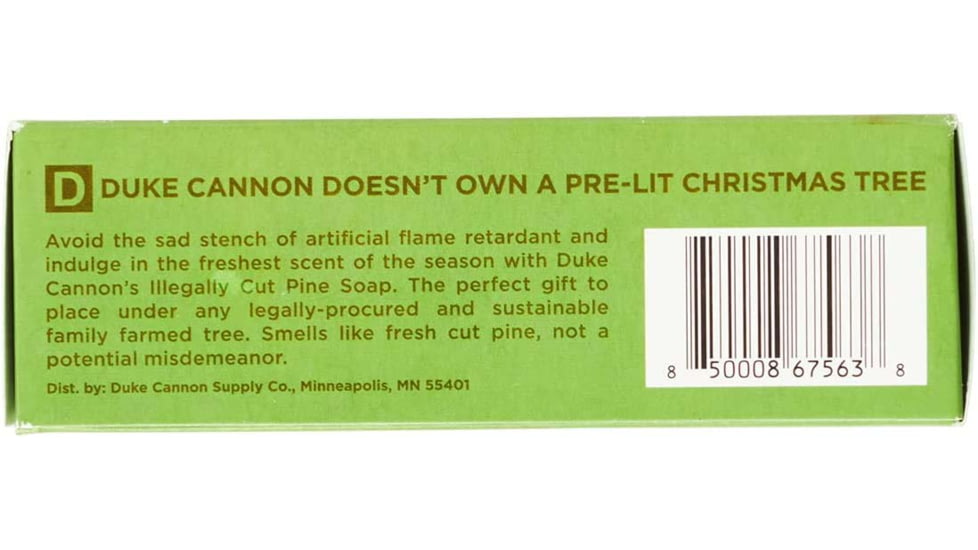 D DUKE CANNON DOESN'T OWN A PRE-LIT CHRISTMAS TREE
Avoid the sad stench of artificial flame retardant and
indulge in the freshest scent of the season with Duke
Cannon's Illegally Cut Pine Soap. The perfect gift to
place under any legally-procured and sustainable
family farmed tree. Smells like fresh cut pine, not a
potential misdemeanor.
Dist. by: Duke Cannon Supply Co., Minneapolis, MN 55401
8 50008 67563 8